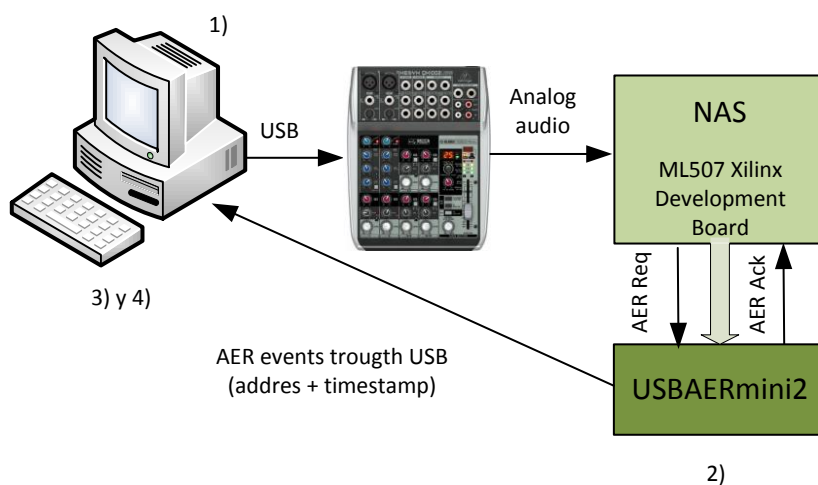 1)
USB
Analog
audio
NAS
ML507 Xilinx
Development
Board
AER Req
AER Ack
3) y 4)
AER events trougth USB
(addres + timestamp)
USBAERmini2
2)